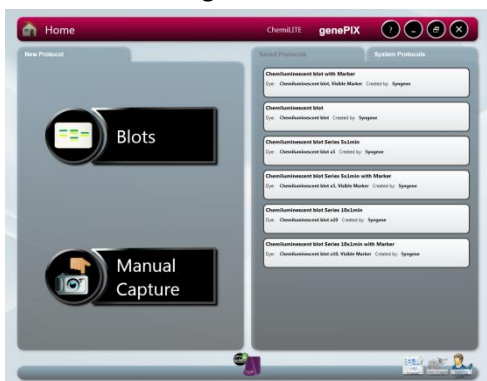 Home
ChemiLITE genePIX ?
New Protocol
Saved Protocols System Protocols
Chemiluminescent blot with Marker
Dye: Chemiluminescent blot, Visible Marker Created by: Syngene
Chemiluminescent blot
Dye: Chemiluminescent blot Created by: Syngene
Chemiluminescent blot Series 5x1min
Dye: Chemiluminescent blot x5 Created by: Syngene
Chemiluminescent blot Series 5x1min with Marker
Dye: Chemiluminescent blot x5, Visible Marker Created by: Syngene
Chemiluminescent blot Series 10x1min
Dye: Chemiluminescent blot x10 Created by: Syngene
Chemiluminescent blot Series 10x1min with Marker
Dye: Chemiluminescent blot x10, Visible Marker Created by: Syngene
Blots
Manual
Capture